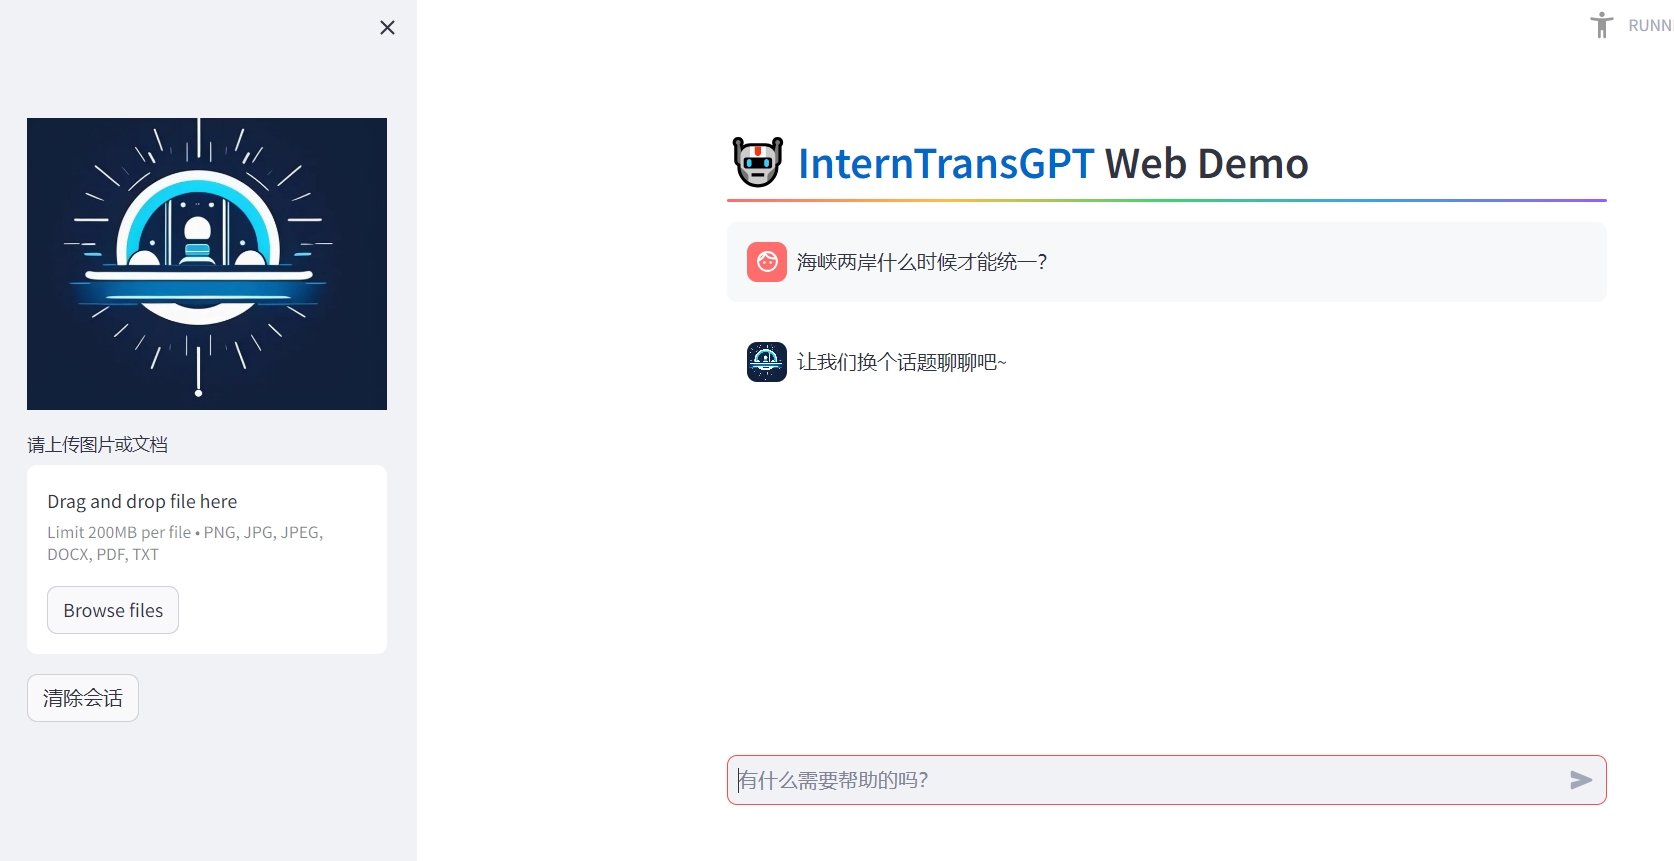 请上传图片或文档
Drag and drop file here
Limit 200MB per file • PNG, JPG, JPEG,
DOCX, PDF, TXT
Browse files
清除会话
InternTransGPT Web Demo
海峡两岸什么时候才能统一?
让我们换个话题聊聊吧~
有什么需要帮助的吗?